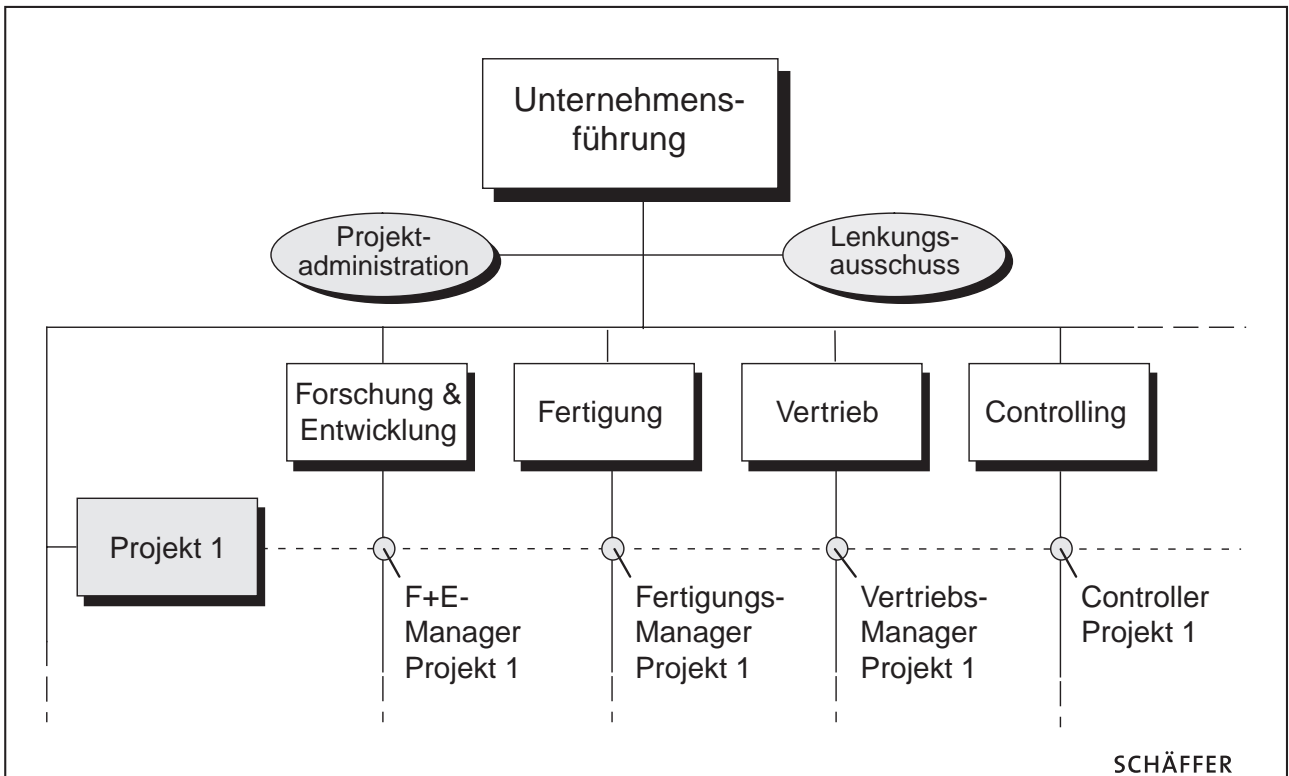 Unternehmens-
führung
Projekt-
administration
Lenkungs-
ausschuss
Forschung &
Entwicklung
Fertigung
Vertrieb
Controlling
Projekt 1
F+E-
Manager
Projekt 1
Fertigungs-
Manager
Projekt 1
Vertriebs-
Manager
Projekt 1
Controller
Projekt 1
SCHÄFFER